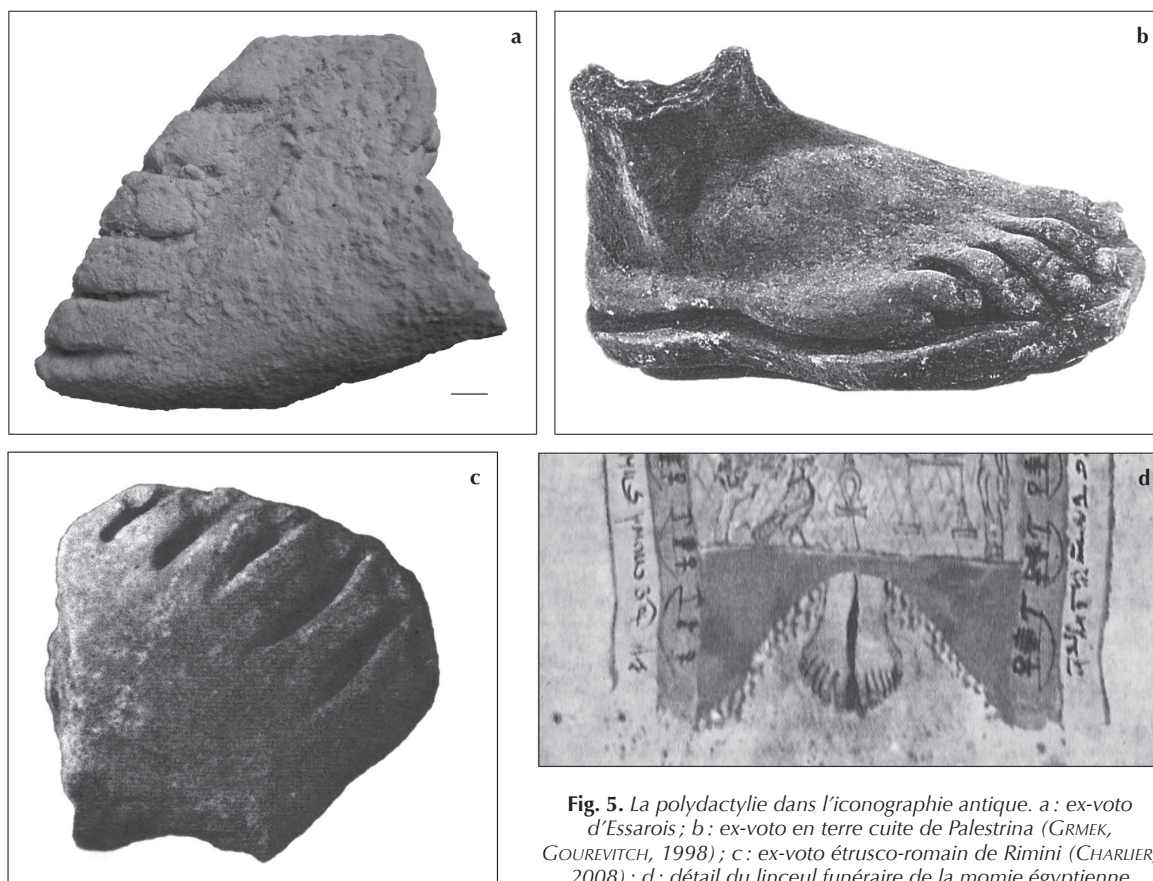 a
b
c
d
Fig. 5. La polydactylie dans l’iconographie antique. a : ex-voto
d’Essarois ; b : ex-voto en terre cuite de Palestrina (GRMEK,
GOUREVITCH, 1998) ; c : ex-voto étrusco-romain de Rimini (CHARLIER,
2008) ; d : détail du linceul funéraire de la momie égyptienne